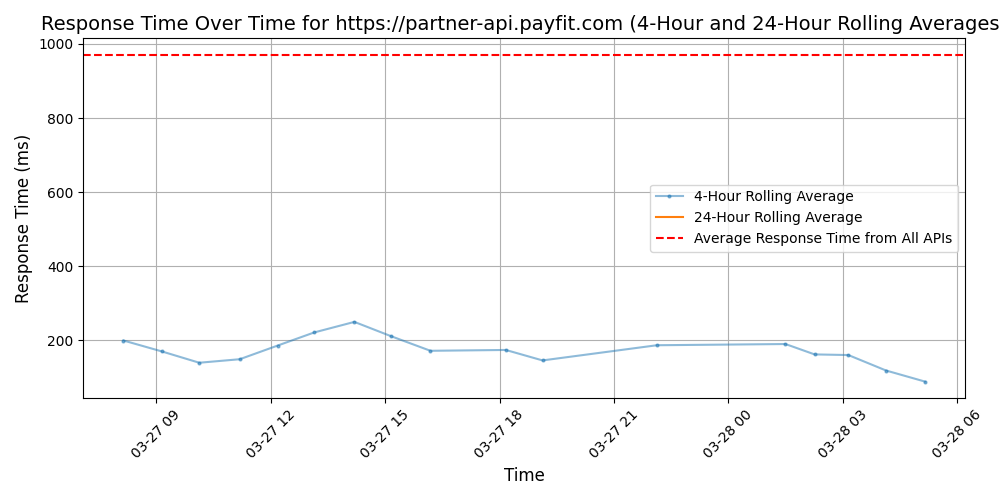 Response Time Over Time for https://partner-api.payfit.com (4-Hour and 24-Hour Rolling Averages
1000
800
600
400
200
Response Time (ms)
4-Hour Rolling Average
24-Hour Rolling Average
Average Response Time from All APIs
03-27 09
03-27 12
03-27 15
03-27 18
03-27 21
03-28 00
03-28 03
03-28 06
Time